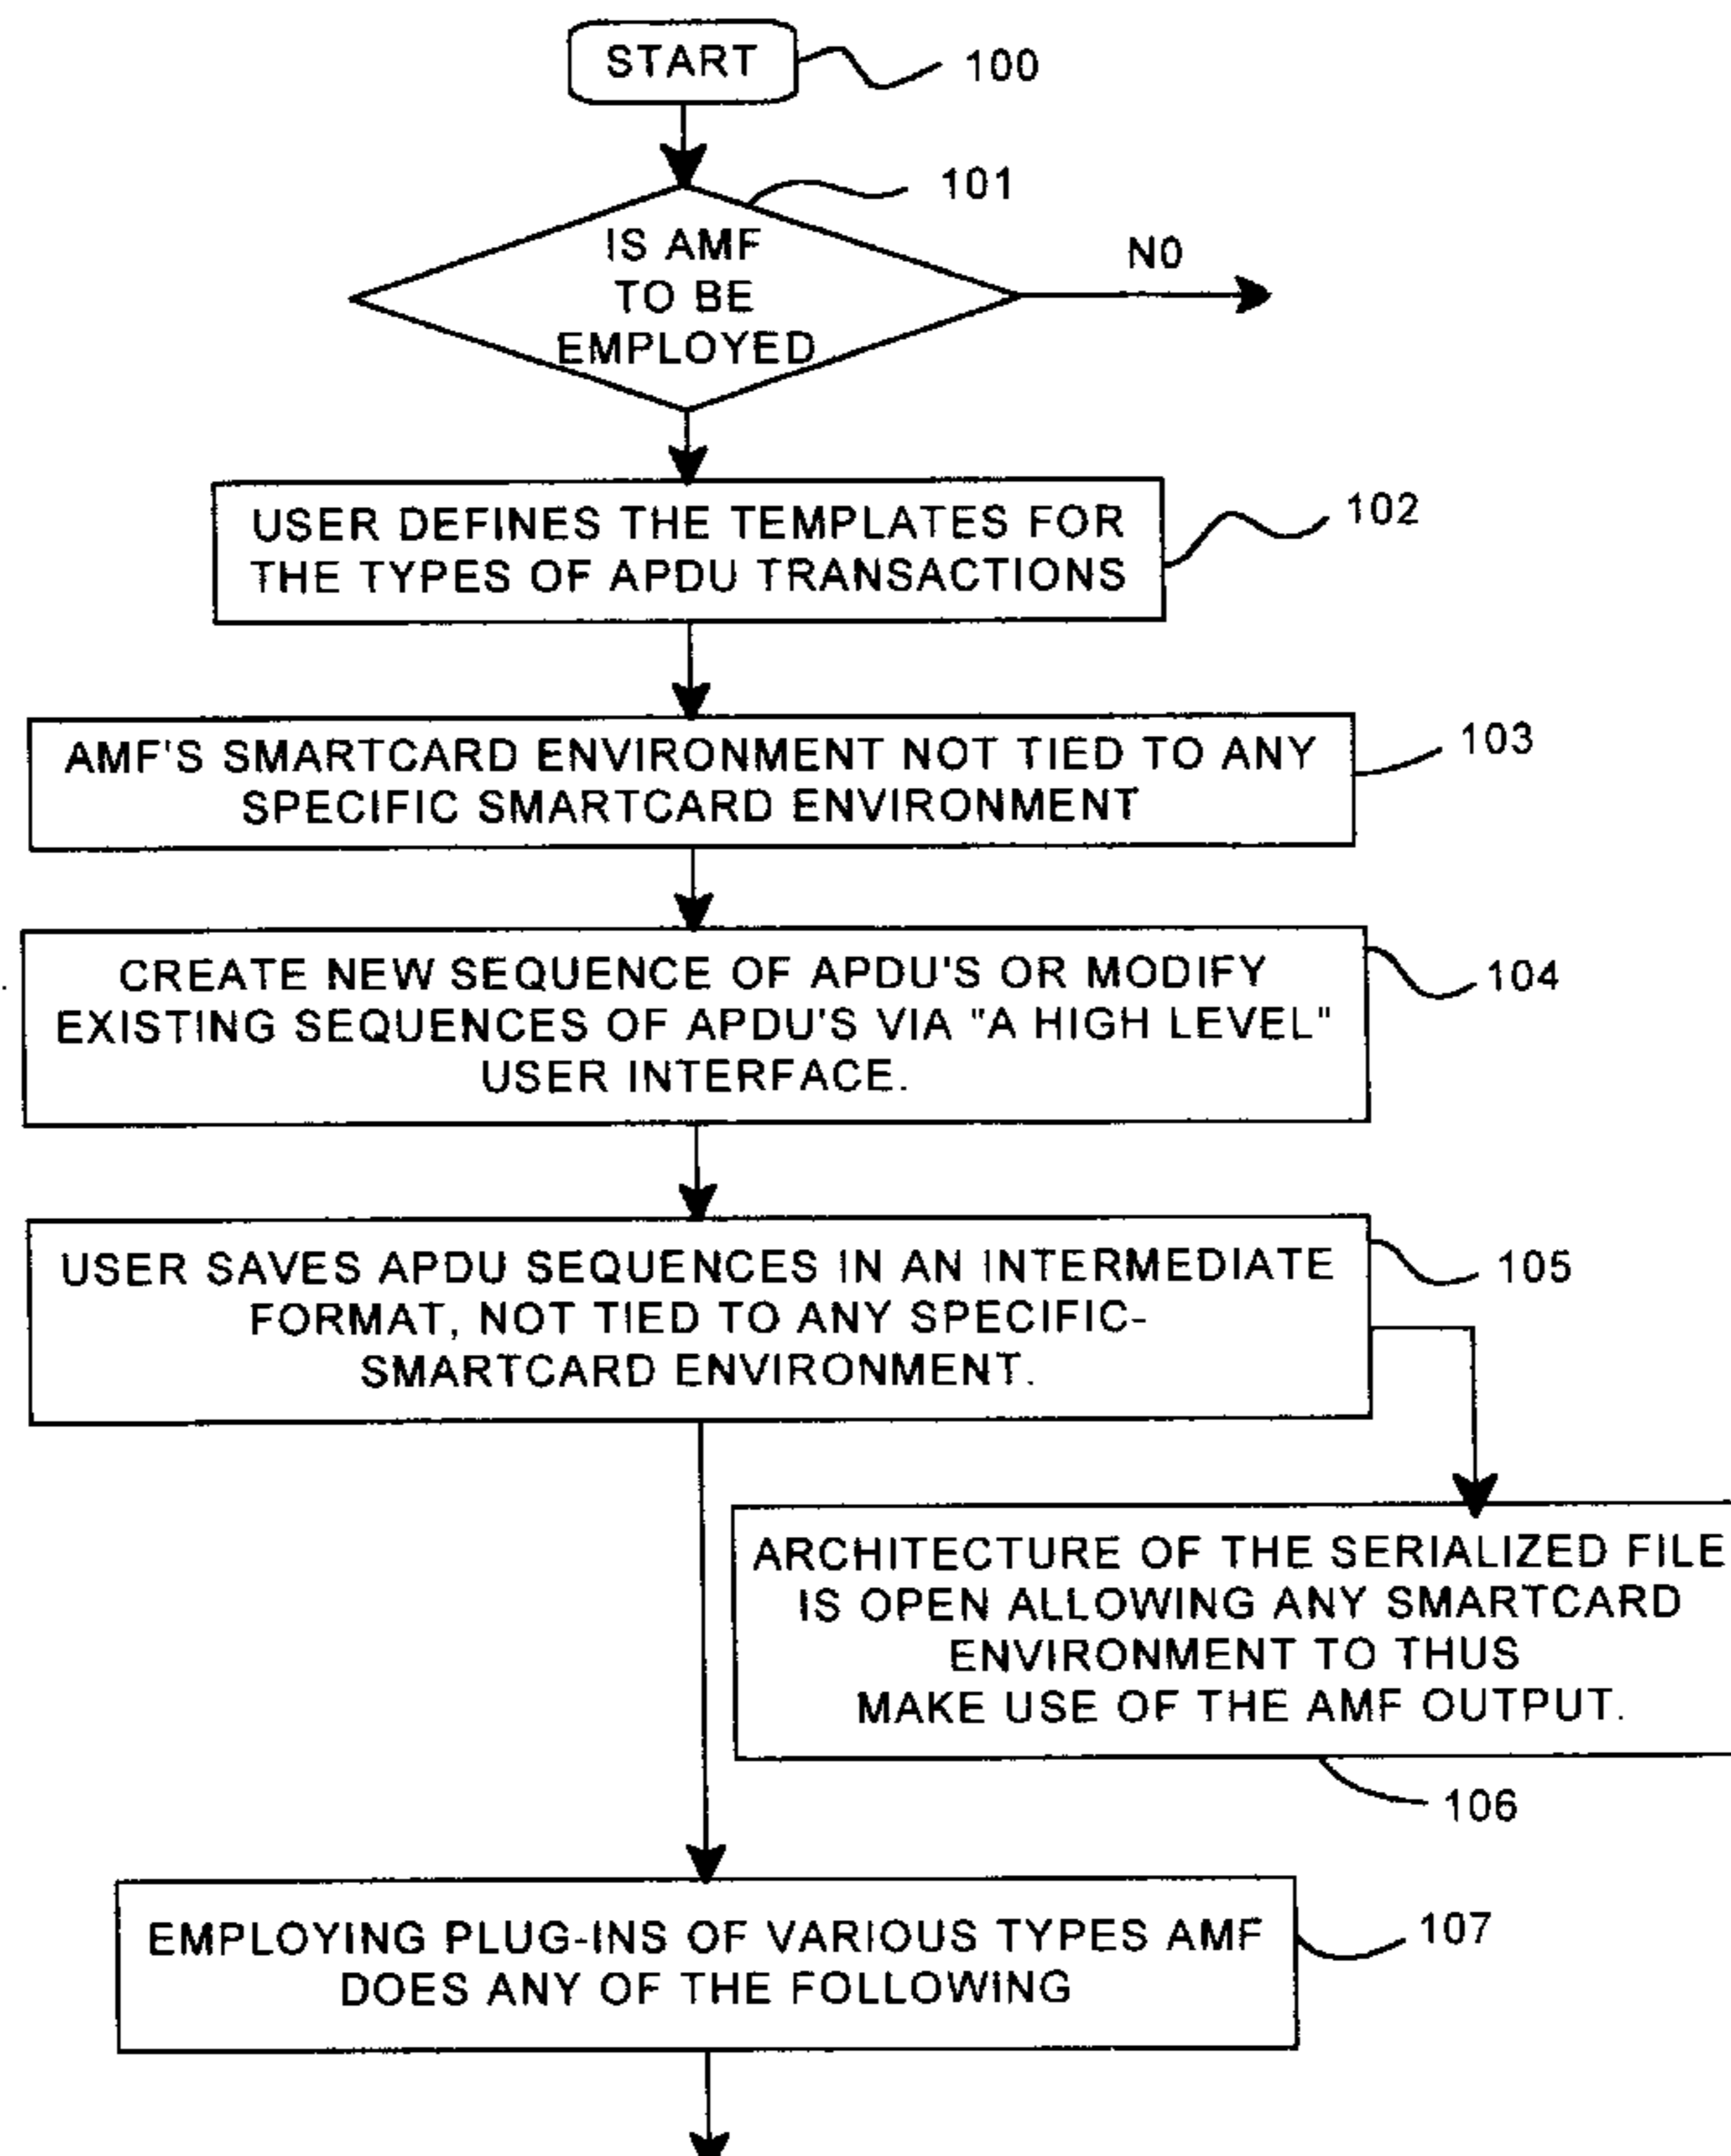 START
100
101
IS AMF
TO BE
EMPLOYED
N0
USER DEFINES THE TEMPLATES FOR
THE TYPES OF APDU TRANSACTIONS
102
AMF'S SMARTCARD ENVIRONMENT NOT TIED TO ANY
SPECIFIC SMARTCARD ENVIRONMENT
103
CREATE NEW SEQUENCE OF APDU'S OR MODIFY
EXISTING SEQUENCES OF APDU'S VIA "A HIGH LEVEL"
USER INTERFACE.
104
USER SAVES APDU SEQUENCES IN AN INTERMEDIATE
FORMAT, NOT TIED TO ANY SPECIFIC-
SMARTCARD ENVIRONMENT.
105
ARCHITECTURE OF THE SERIALIZED FILE
IS OPEN ALLOWING ANY SMARTCARD
ENVIRONMENT TO THUS
MAKE USE OF THE AMF OUTPUT.
106
EMPLOYING PLUG-INS OF VARIOUS TYPES AMF
DOES ANY OF THE FOLLOWING
107